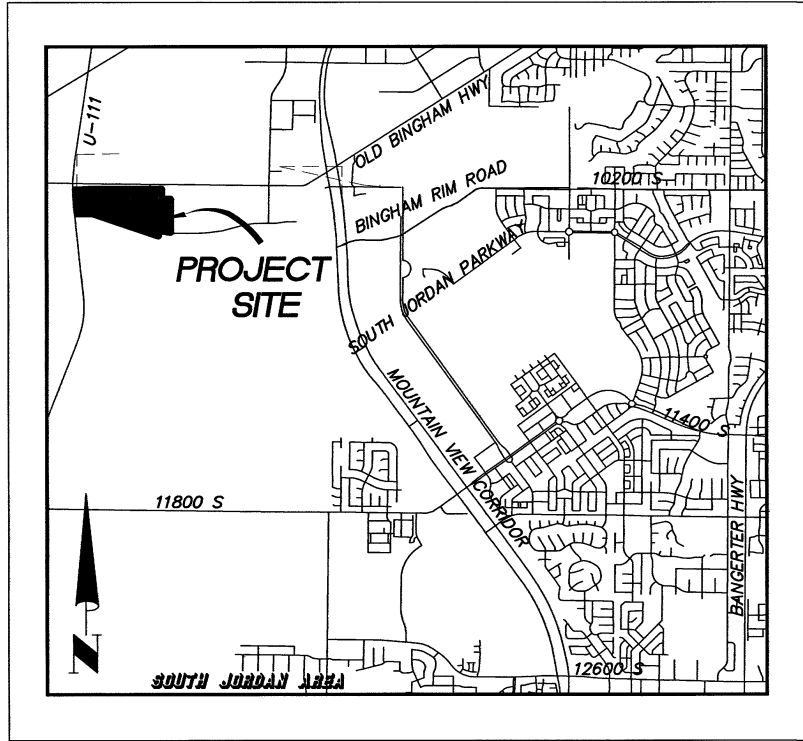 U-111
OLD BINGHAM HWY
BINGHAM RIM ROAD
10200 S
PROJECT
SITE
SOUTH JORDAN PARKWAY
MOUNTAIN VIEW CORRIDOR
11400 S
11800 S
BANGERTER HWY
N
12600 S
SOUTH JORDAN AREA